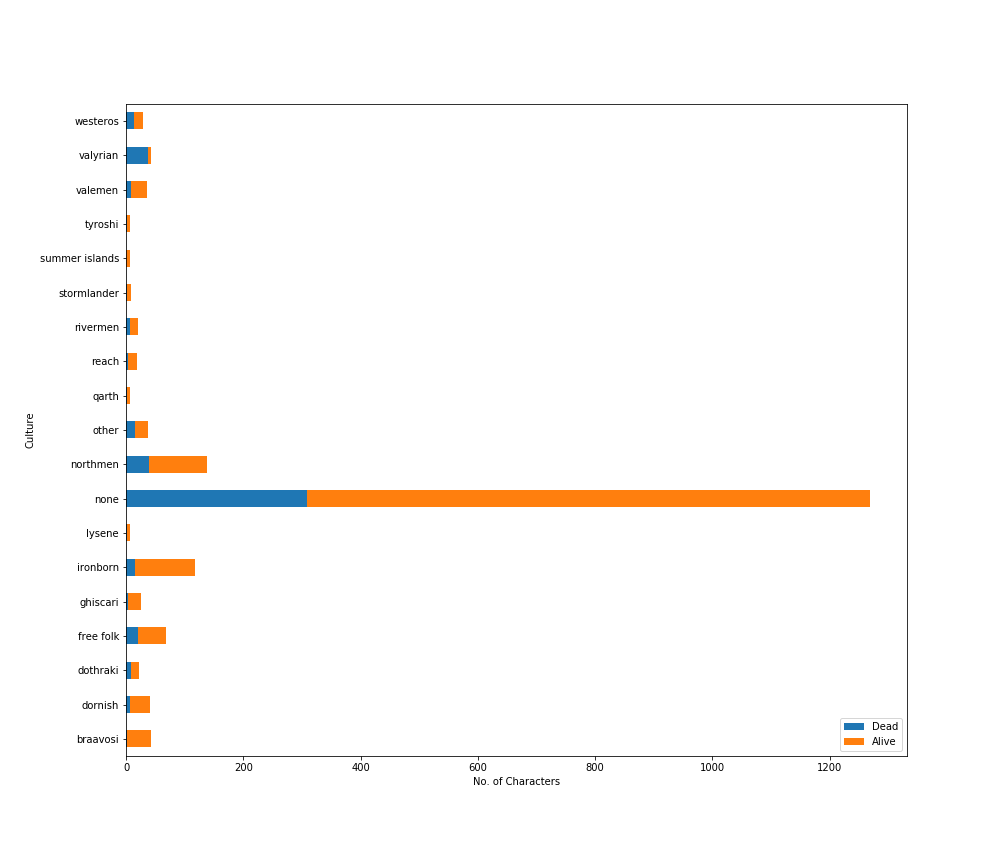 westeros
valyrian
valemen
tyroshi
summer islands
stormlander
rivermen
reach
qarth
other
northmen
none
lysene
ironborn
ghiscari
free folk
dothraki
dornish
braavosi
Culture
0 200 400 600 800 1000 1200
No. of Characters
Dead
Alive